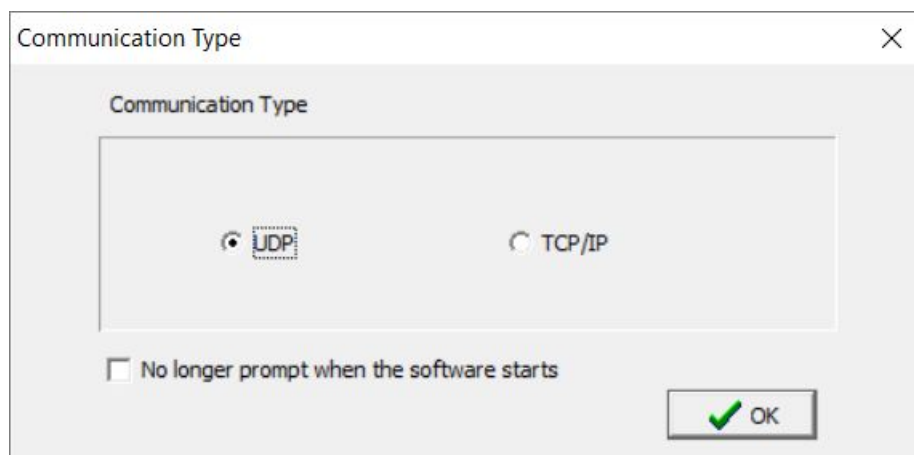 Communication Type
Communication Type
UDP
TCP/IP
No longer prompt when the software starts
OK